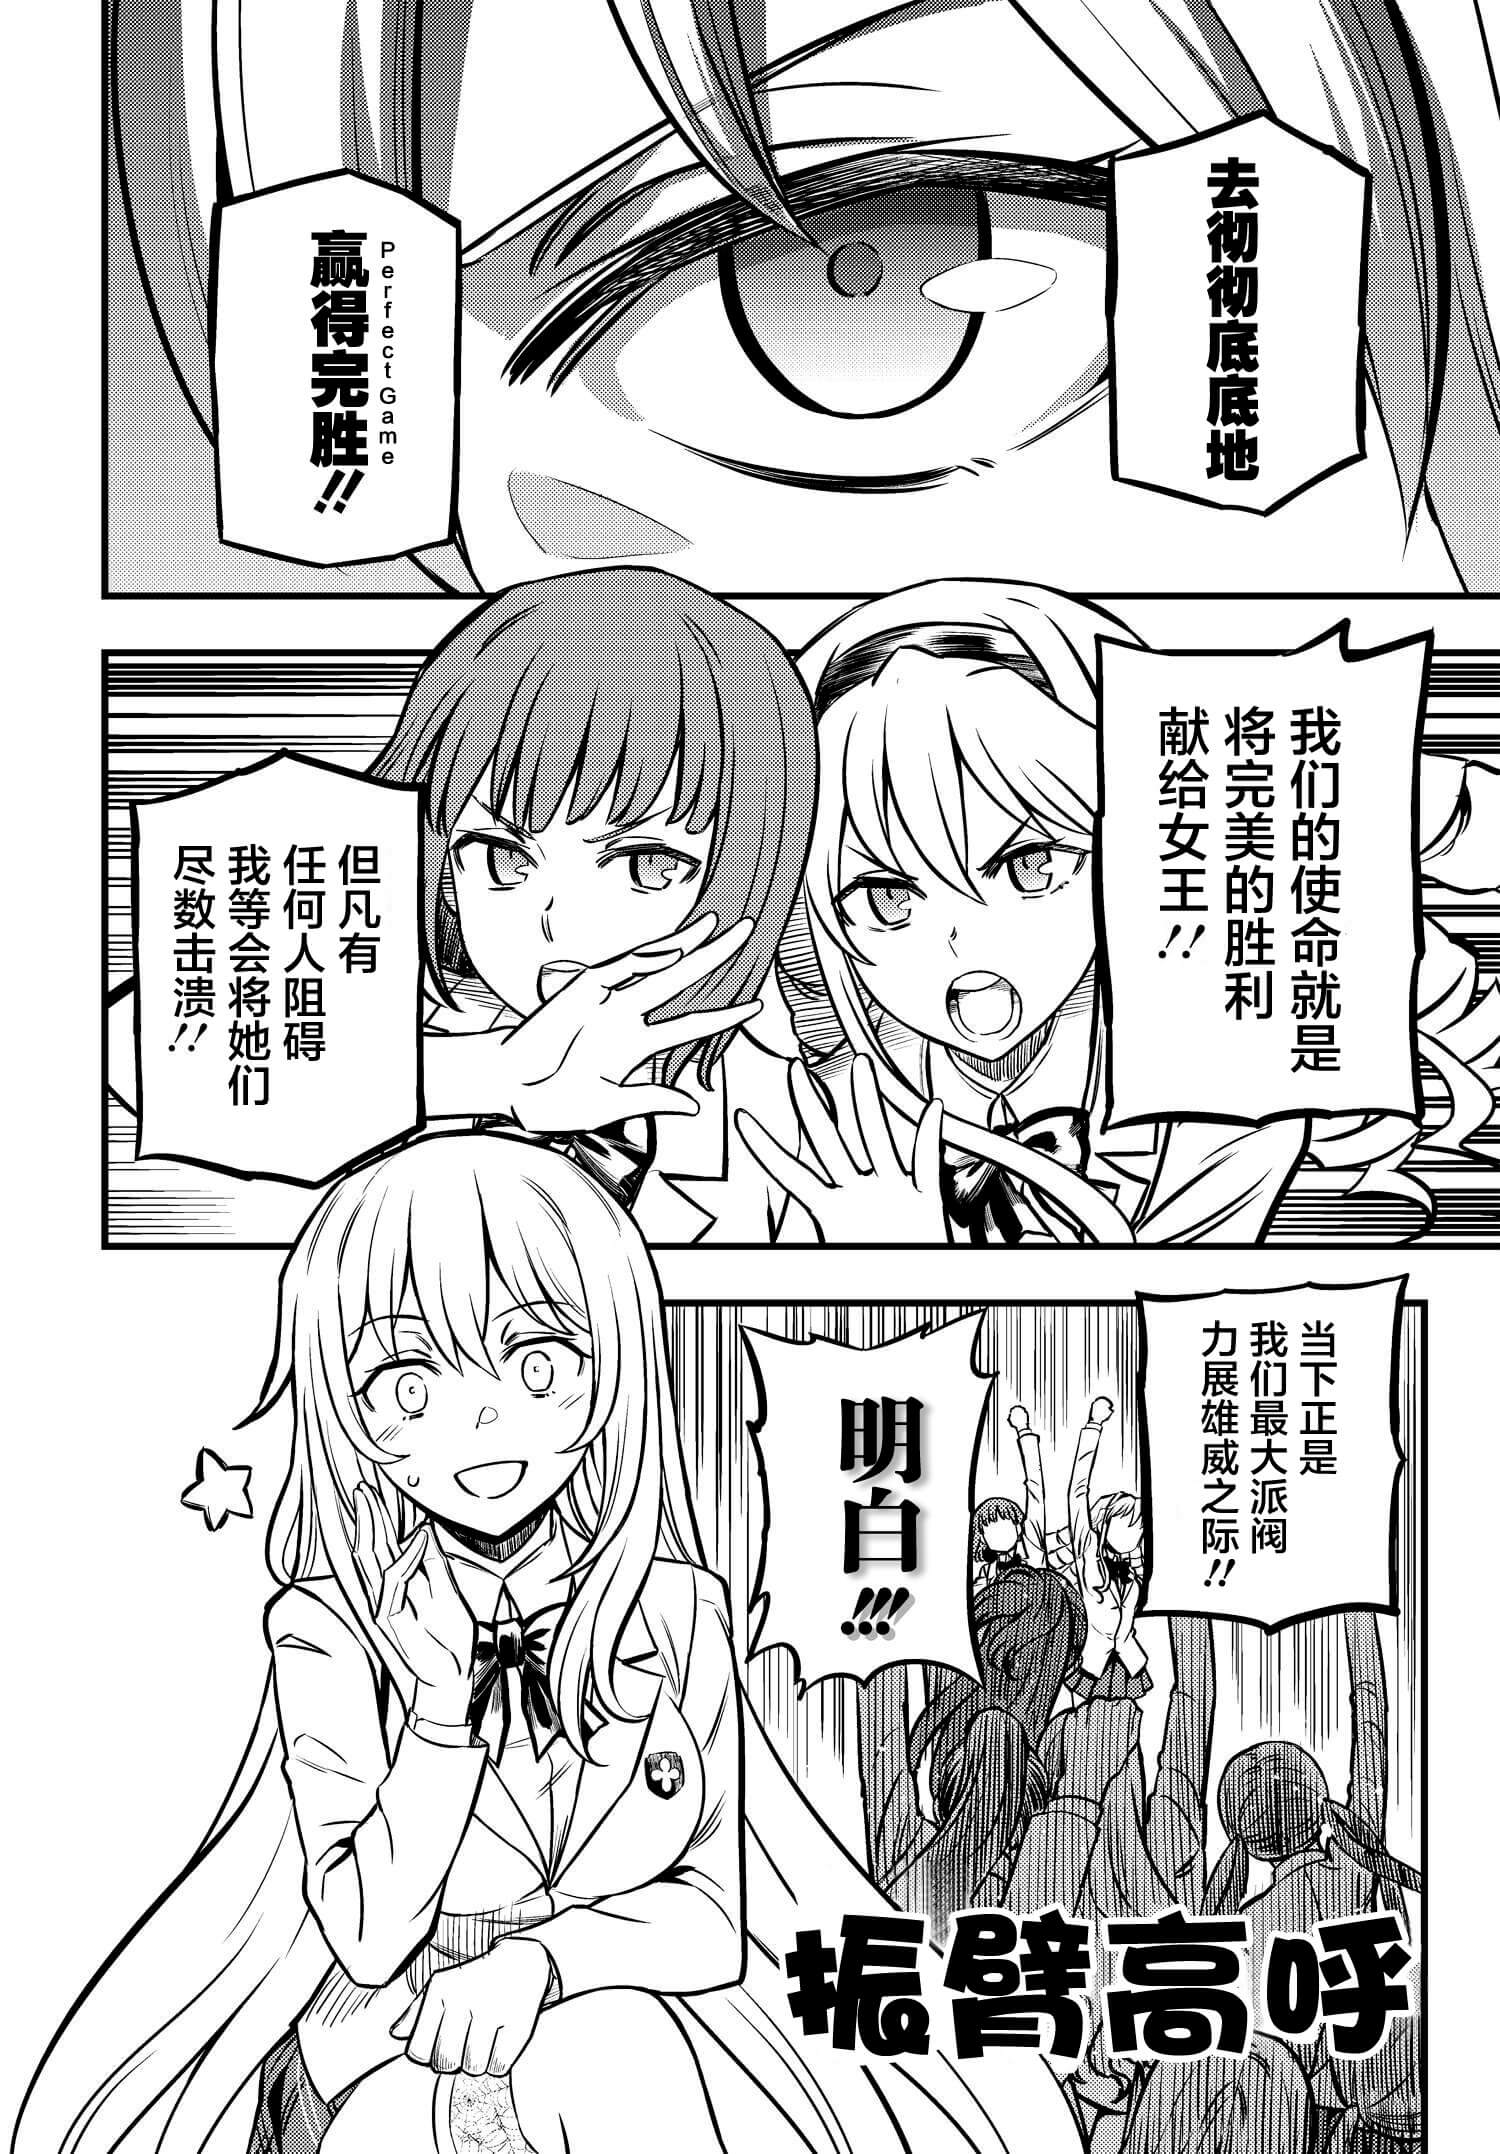 去彻彻底底地
Perfect Game
赢得完胜!!
我们的使命就是
将完美的胜利
献给女王!!
但凡有
任何人阻碍
我等会将她们
尽数击溃!!
当下正是
我们最大派阀
力展雄威之际!!
明白!!!
振臂高呼